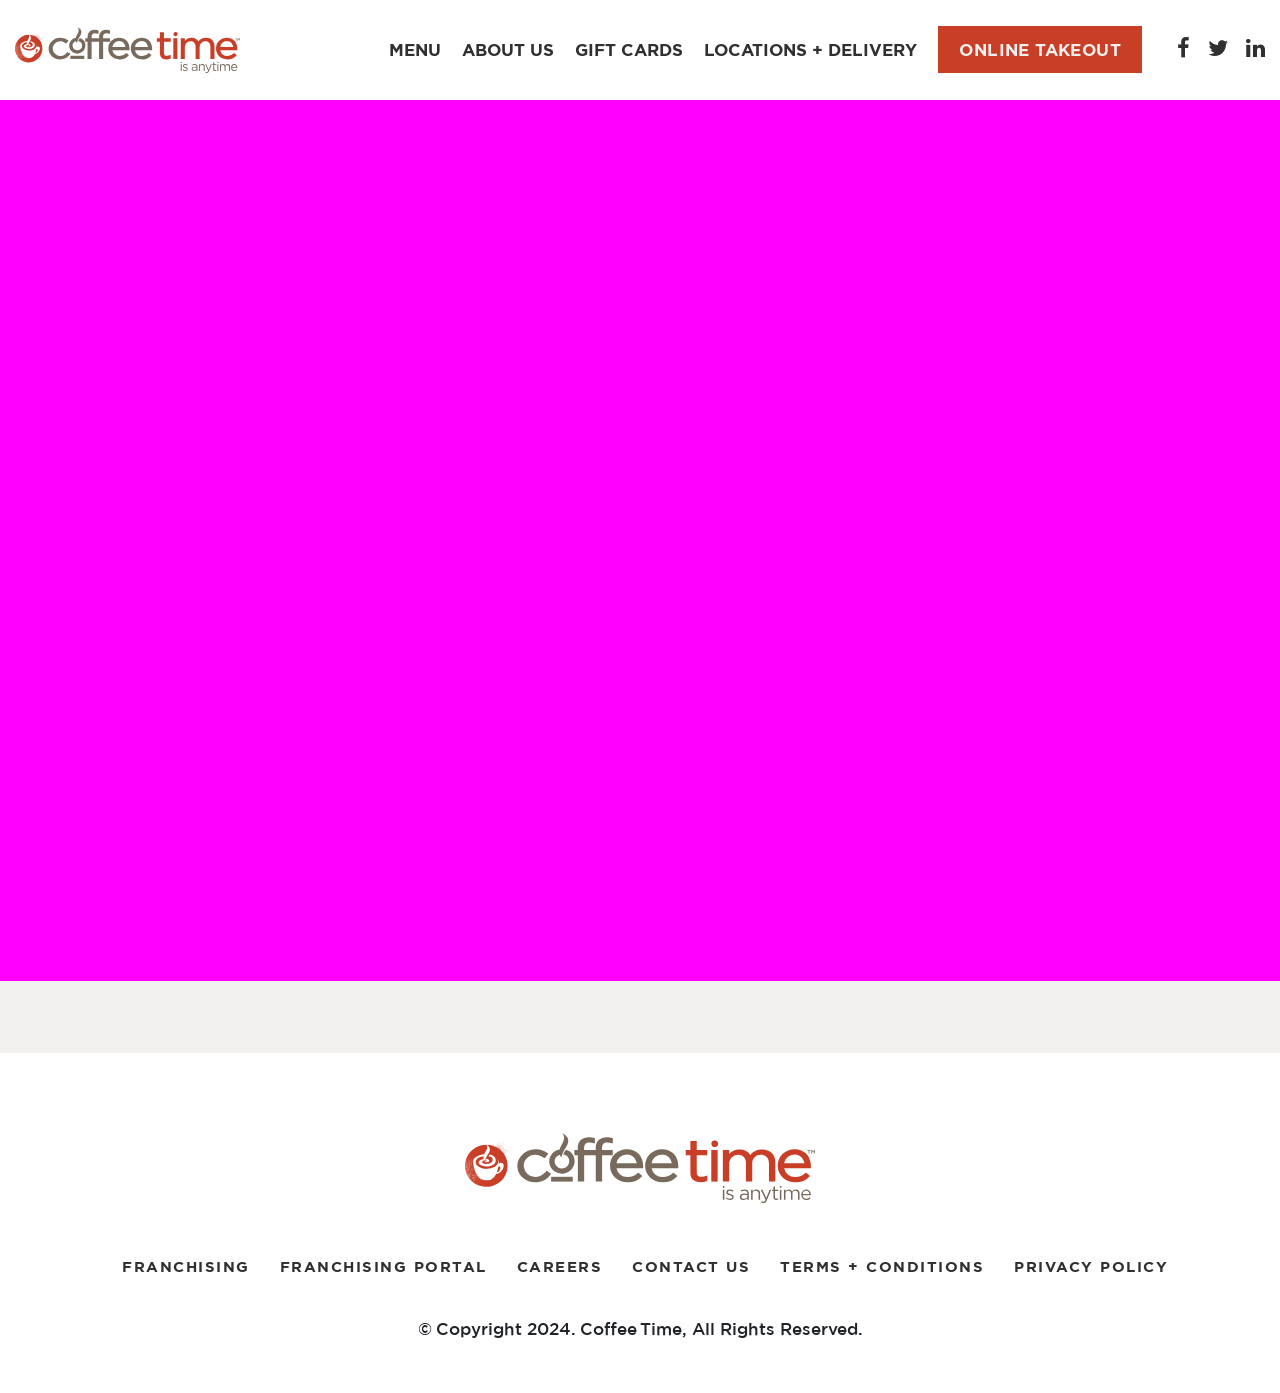 coffee time™
is anytime
MENU ABOUT US GIFT CARDS LOCATIONS + DELIVERY ONLINE TAKEOUT
coffee time™
is anytime
FRANCHISING FRANCHISING PORTAL CAREERS CONTACT US TERMS + CONDITIONS PRIVACY POLICY
© Copyright 2024. Coffee Time, All Rights Reserved.